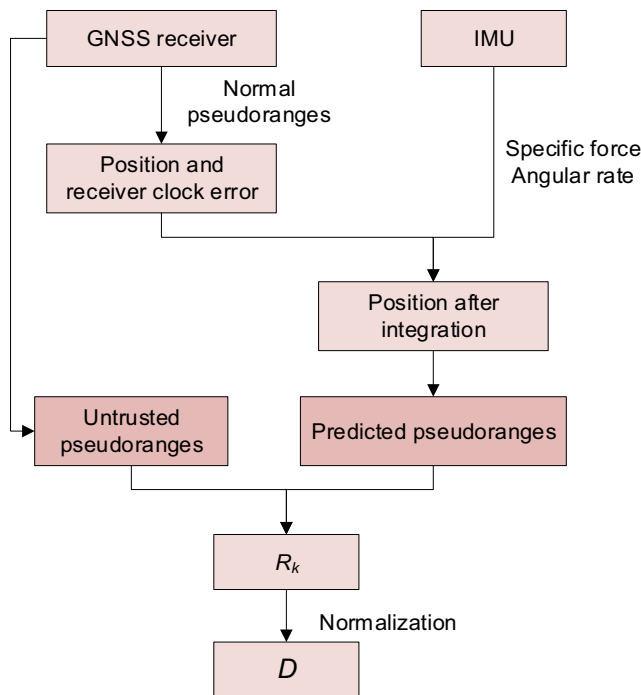 GNSS receiver
IMU
Normal
pseudoranges
Specific force
Angular rate
Position and
receiver clock error
Position after
integration
Untrusted
pseudoranges
Predicted pseudoranges
Rk
Normalization
D